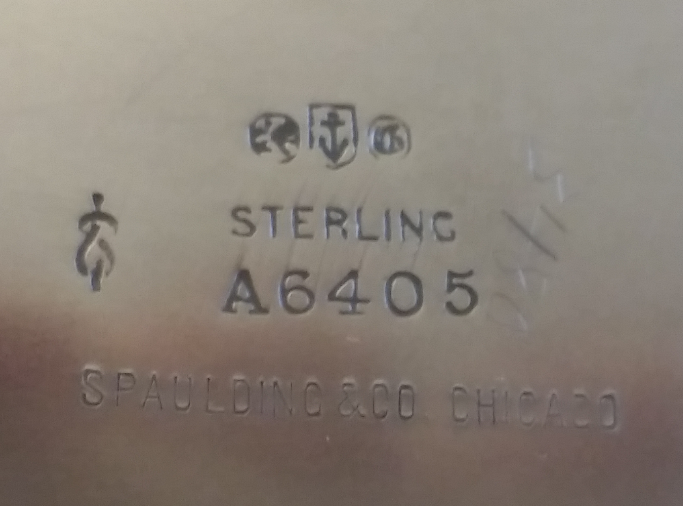 STERLING
A6405
SPAULDING & CO. CHICAGO